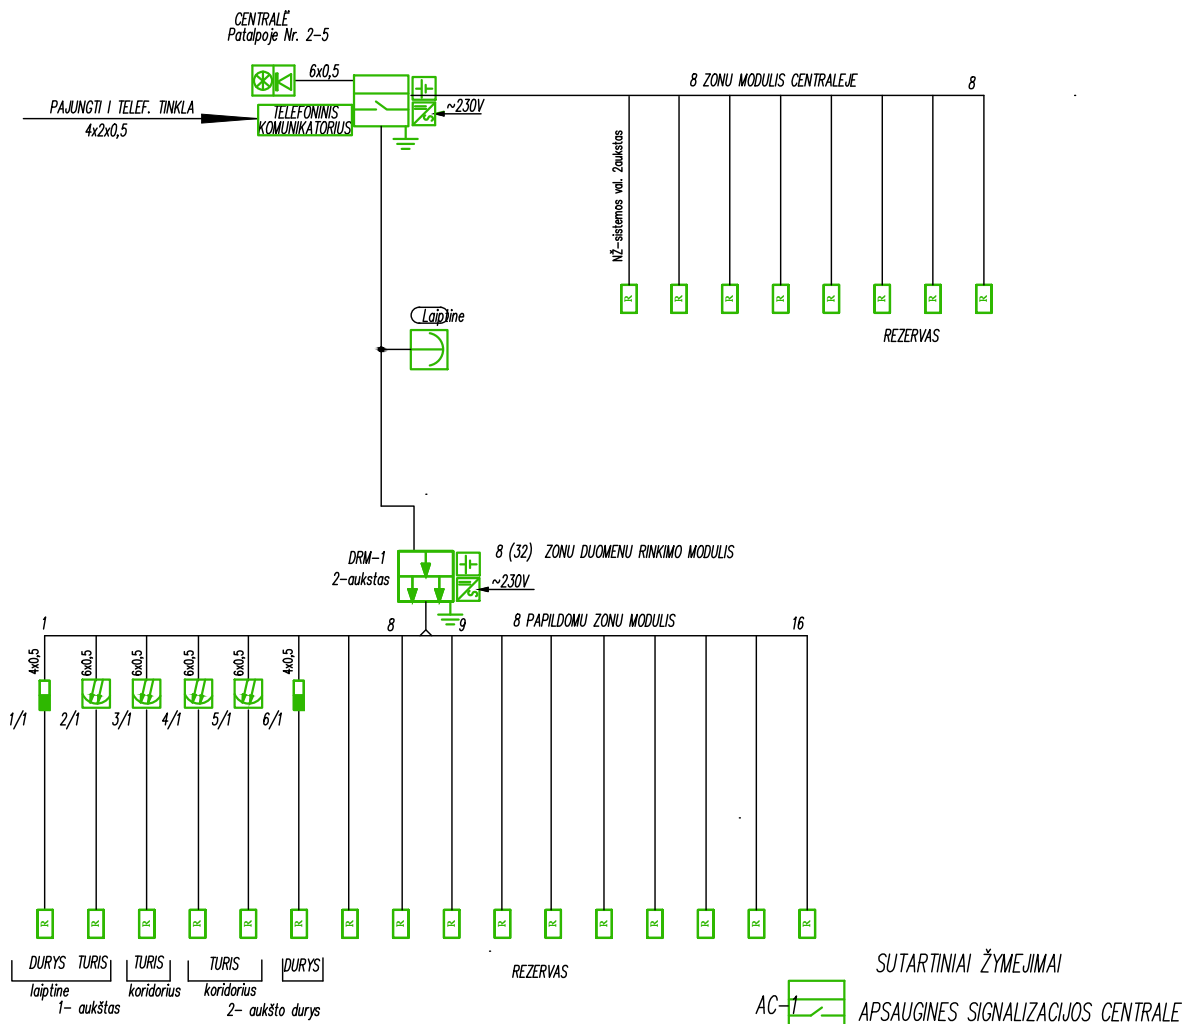 CENTRALĖ
Patalpoje Nr. 2-5
6x0,5
8 ZONU MODULIS CENTRALEJE
8
PAJUNGTI I TELEF. TINKLA
4x2x0,5
TELEFONINIS
KOMUNIKATORIUS
~230V
NŽ-sistemos val. 2aukstas
R R R R R R R R
REZERVAS
Laiptine
DRM-1
2-aukstas
8 (32) ZONU DUOMENU RINKIMO MODULIS
~230V
8 PAPILDOMU ZONU MODULIS
1 8 9 16
4x0,5 6x0,5 6x0,5 6x0,5 6x0,5 4x0,5
1/1 2/1 3/1 4/1 5/1 6/1
R R R R R R R R R R R R R R R R
DURYS TURIS TURIS TURIS DURYS
laiptine koridorius koridorius
1- aukštas 2- aukšto durys
REZERVAS
SUTARTINIAI ŽYMEJIMAI
AC-1 APSAUGINES SIGNALIZACIJOS CENTRALE